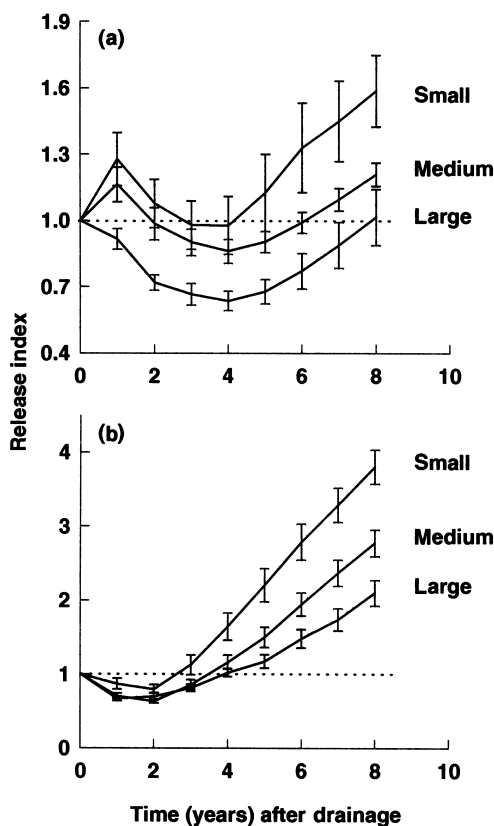 1.9
(a)
1.6
Small
1.3
Medium
1.0
Large
0.7
0.4
0 2 4 6 8 10
Release index
(b)
4
Small
3
Medium
2
Large
1
0
0 2 4 6 8 10
Time (years) after drainage